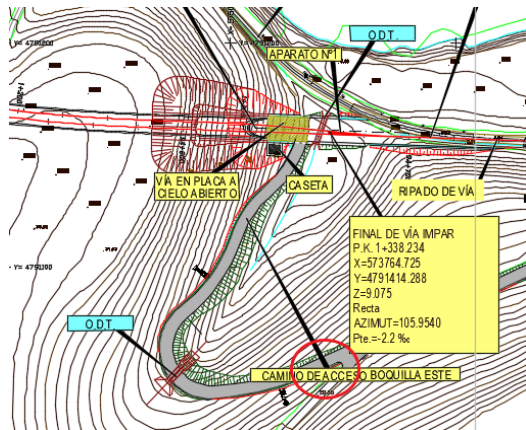 Y= 4791200
O.D.T.
APARATO Nº1
VÍA EN PLACA A
CIELO ABIERTO
CASETA
RIPADO DE VÍA
FINAL DE VÍA IMPAR
P.K. 1+338.234
X=573764.725
Y=4791414.288
Z=9.075
Recta
AZIMUT=105.9540
Pte.=-2.2 ‰
Y= 4791100
O.D.T.
CAMINO DE ACCESO BOQUILLA ESTE